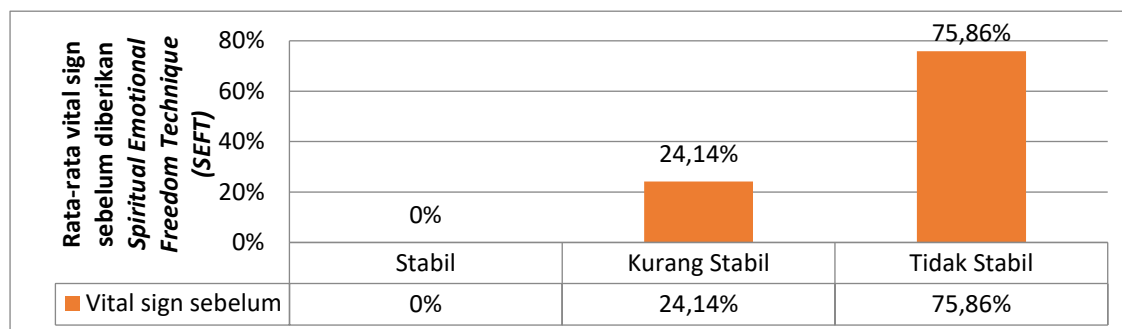 Rata-rata vital sign
sebelum diberikan
Spiritual Emotional
Freedom Technique
(SEFT)
80%
60%
40%
20%
0%
0%
24,14%
75,86%
Stabil
Kurang Stabil
Tidak Stabil
Vital sign sebelum
0%
24,14%
75,86%